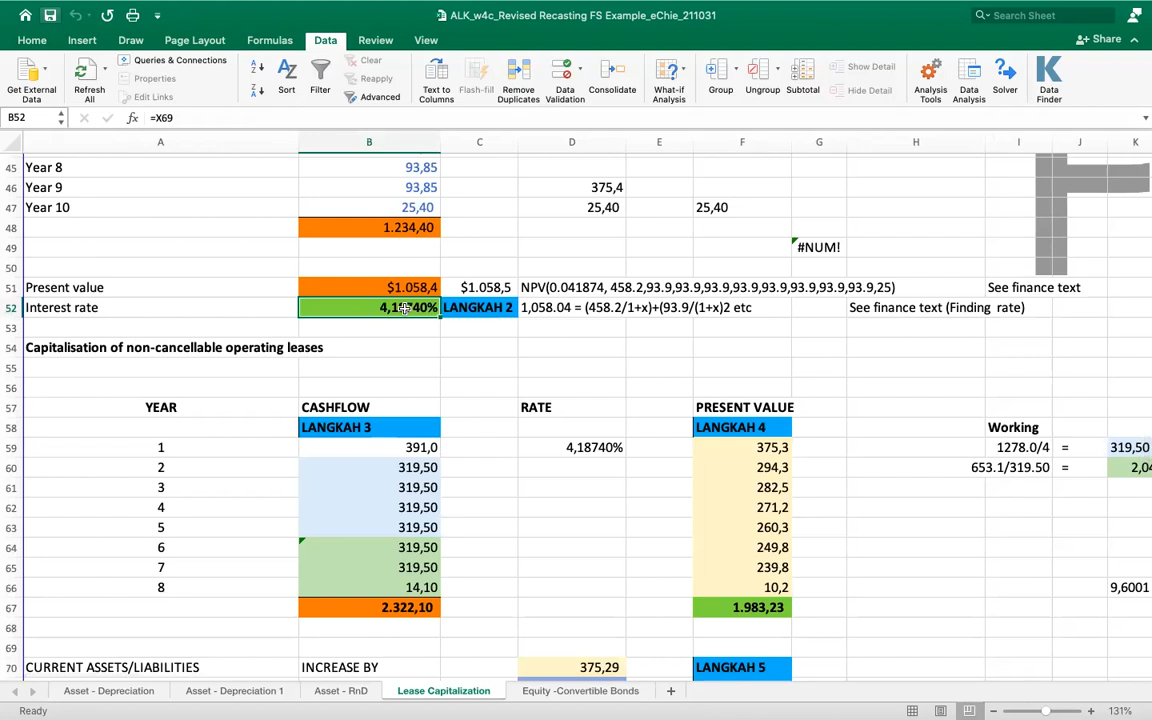 ALK_w4c_Revised Recasting FS Example_eChie_211031
Search Sheet
Home Insert Draw Page Layout Formulas Data Review View
Share
Get External Data
Refresh All
Queries & Connections
Properties
Edit Links
Sort
Filter
Clear
Reapply
Advanced
Text to Columns
Flash-fill
Remove Duplicates
Data Validation
Consolidate
What-if Analysis
Group
Ungroup
Subtotal
Show Detail
Hide Detail
Analysis Tools
Data Analysis
Solver
Data Finder
B52 fx =X69
A B C D E F G H I J K
45 Year 8 93,85
46 Year 9 93,85 375,4
47 Year 10 25,40 25,40 25,40
48 1.234,40
49 #NUM!
50
51 Present value $1.058,4 $1.058,5 NPV(0.041874, 458.2,93.9,93.9,93.9,93.9,93.9,93.9,93.9,25) See finance text
52 Interest rate LANGKAH 2 1,058.04 = (458.2/1+x)+(93.9/(1+x)2 etc See finance text (Finding rate)
53
54 Capitalisation of non-cancellable operating leases
55
56
57 YEAR CASHFLOW RATE PRESENT VALUE
58 LANGKAH 3 LANGKAH 4 Working
59 1 391,0 4,18740% 375,3 1278.0/4 = 319,50
60 2 319,50 294,3 653.1/319.50 =
61 3 319,50 282,5
62 4 319,50 271,2
63 5 319,50 260,3
64 6 319,50 249,8
65 7 319,50 239,8
66 8 14,10 10,2 9,6001
67 2.322,10 1.983,23
68
69
70 CURRENT ASSETS/LIABILITIES INCREASE BY 375,29 LANGKAH 5
Asset - Depreciation Asset - Depreciation 1 Asset - RnD Lease Capitalization Equity -Convertible Bonds +
Ready 131%